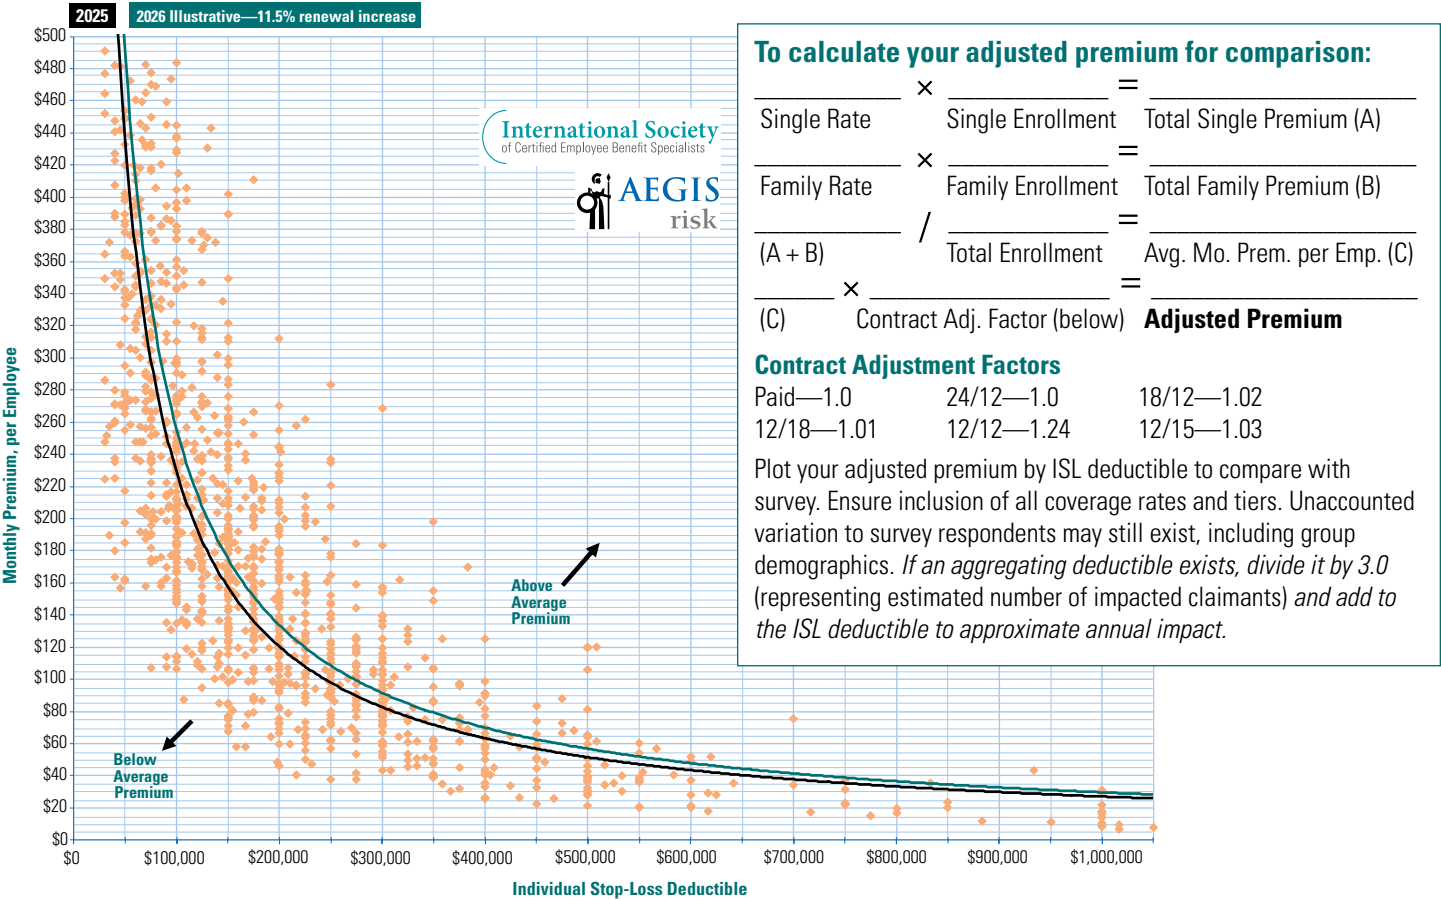 2025
2026 Illustrative—11.5% renewal increase
$500
$480
$460
$440
$420
$400
$380
$360
$340
$320
$300
$280
$260
$240
$220
$200
$180
$160
$140
$120
$100
$80
$60
$40
$20
$0
Monthly Premium, per Employee
International Society
of Certified Employee Benefit Specialists
AEGIS
risk
Above
Average
Premium
Below
Average
Premium
$0 $100,000 $200,000 $300,000 $400,000 $500,000 $600,000 $700,000 $800,000 $900,000 $1,000,000
Individual Stop-Loss Deductible
To calculate your adjusted premium for comparison:
× =
Single Rate Single Enrollment Total Single Premium (A)
× =
Family Rate Family Enrollment Total Family Premium (B)
/ =
(A + B) Total Enrollment Avg. Mo. Prem. per Emp. (C)
× =
(C) Contract Adj. Factor (below) Adjusted Premium
Contract Adjustment Factors
Paid—1.0 24/12—1.0 18/12—1.02
12/18—1.01 12/12—1.24 12/15—1.03
Plot your adjusted premium by ISL deductible to compare with
survey. Ensure inclusion of all coverage rates and tiers. Unaccounted
variation to survey respondents may still exist, including group
demographics. If an aggregating deductible exists, divide it by 3.0
(representing estimated number of impacted claimants) and add to
the ISL deductible to approximate annual impact.